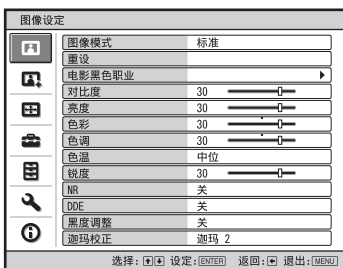 图像设定
图像模式 标准
重设
电影黑色职业
对比度 30
亮度 30
色彩 30
色调 30
色温 中位
锐度 30
NR 关
DDE 关
黑度调整 关
迦玛校正 迦玛 2
选择: 设定: ENTER 返回: 退出: MENU